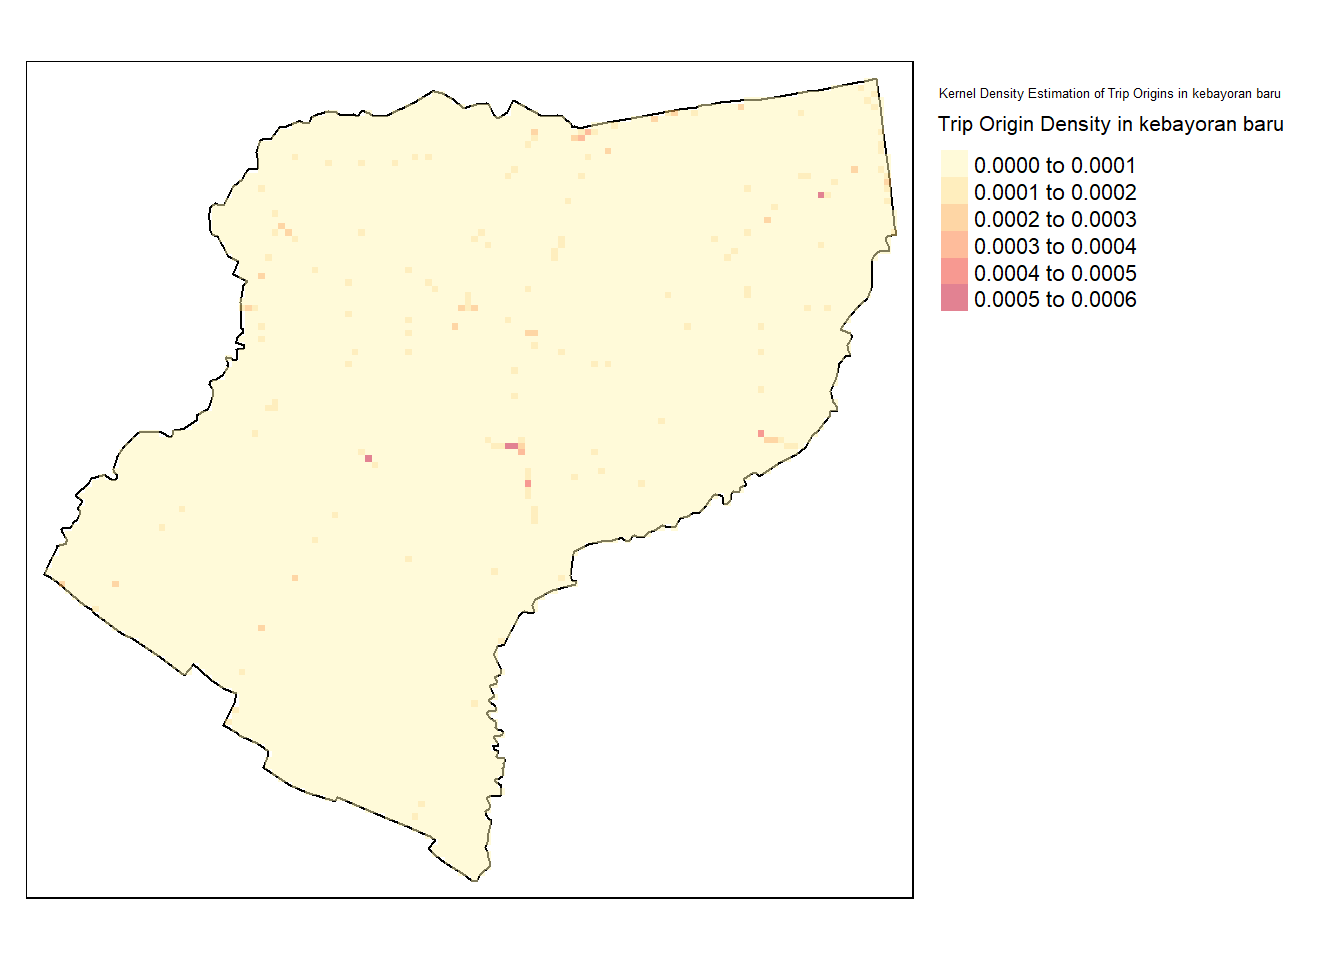 Kernel Density Estimation of Trip Origins in kebayoran baru
Trip Origin Density in kebayoran baru
0.0000 to 0.0001
0.0001 to 0.0002
0.0002 to 0.0003
0.0003 to 0.0004
0.0004 to 0.0005
0.0005 to 0.0006